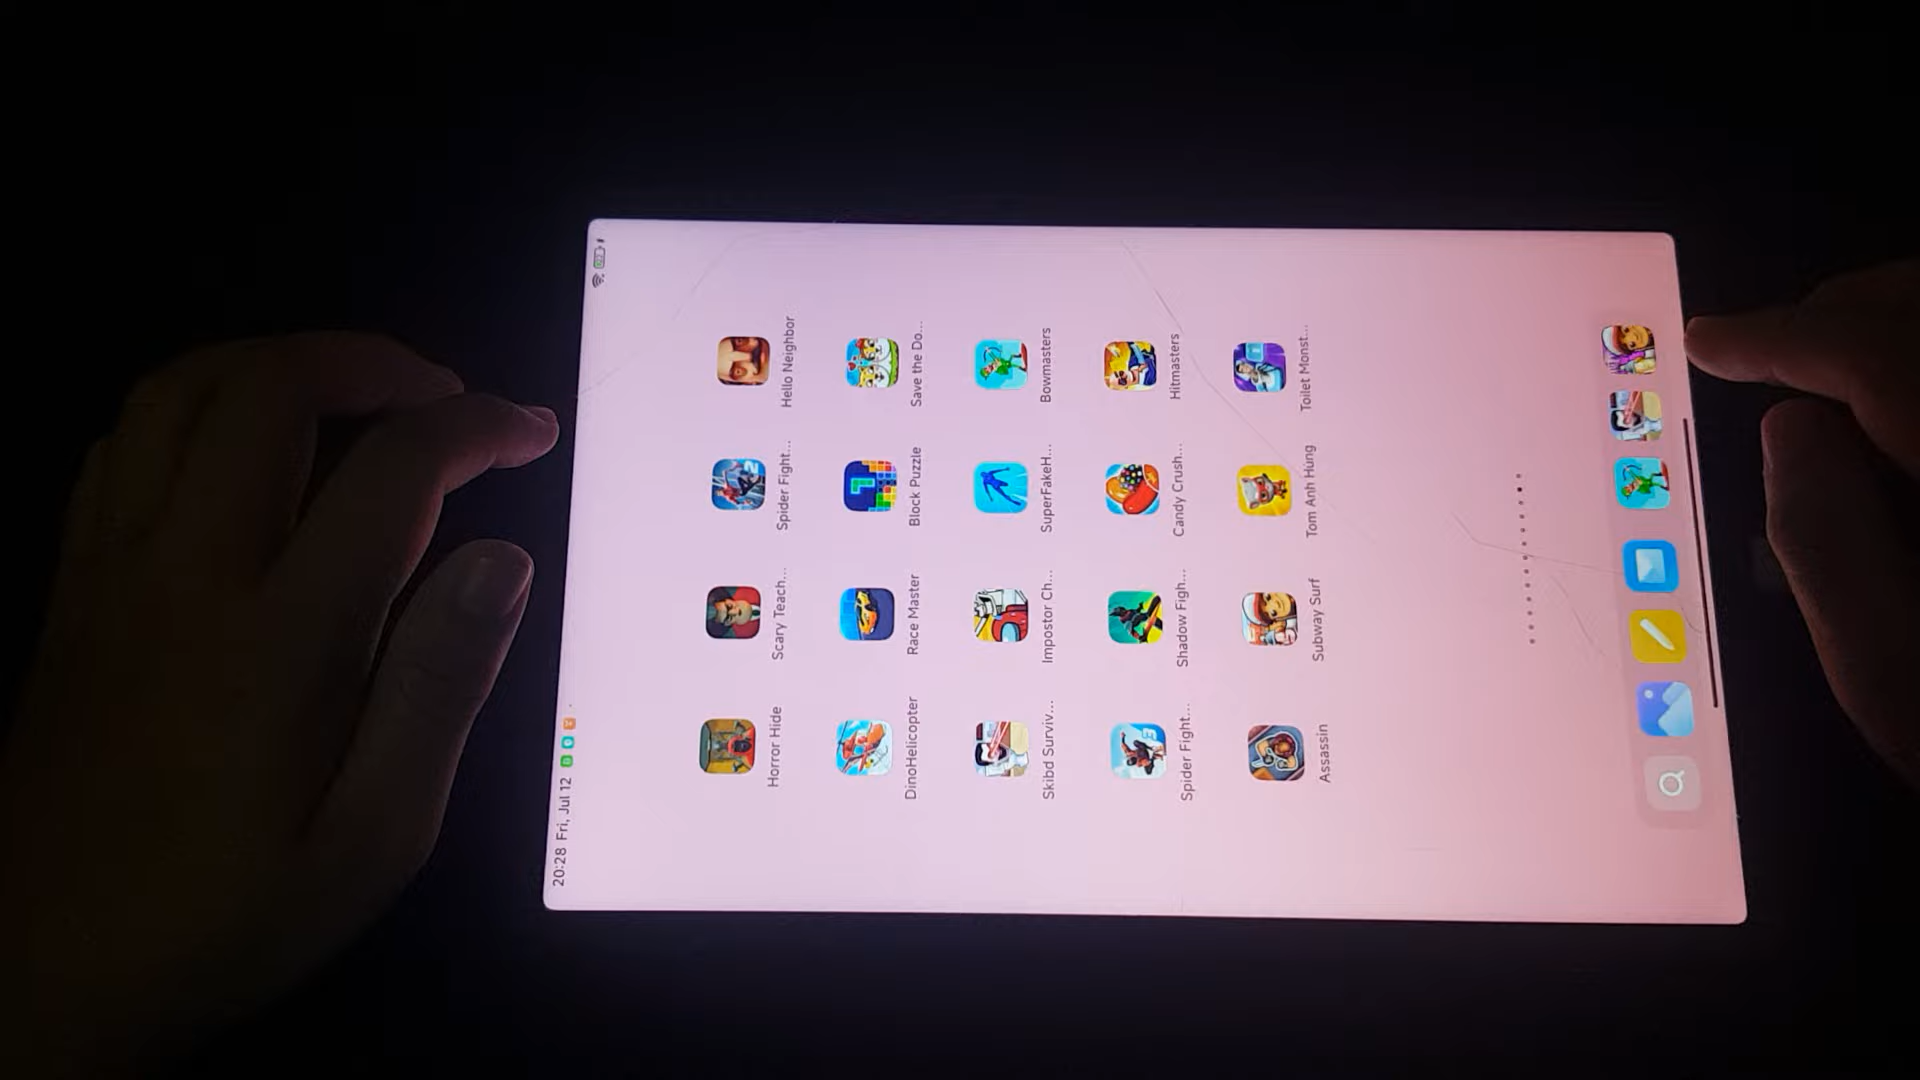 20:28 Fri, Jul 12
Horror Hide
Scary Teach...
Spider Fight...
Hello Neighbor
DinoHelicopter
Race Master
Block Puzzle
Save the Do...
Skibd Surviv...
Impostor Ch...
SuperFakeH...
Bowmasters
Spider Fight...
Shadow Figh...
Candy Crush...
Hitmasters
Assassin
Subway Surf
Tom Anh Hùng
Toilet Monst...